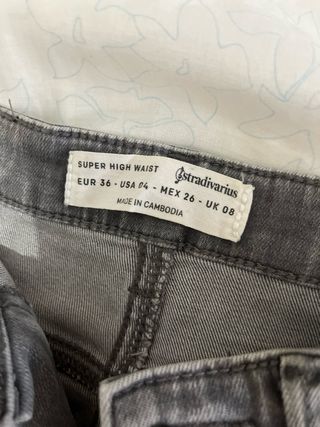 SUPER HIGH WAIST
stradivarius
EUR 36 - USA 04 - MEX 26 - UK 08
MADE IN CAMBODIA